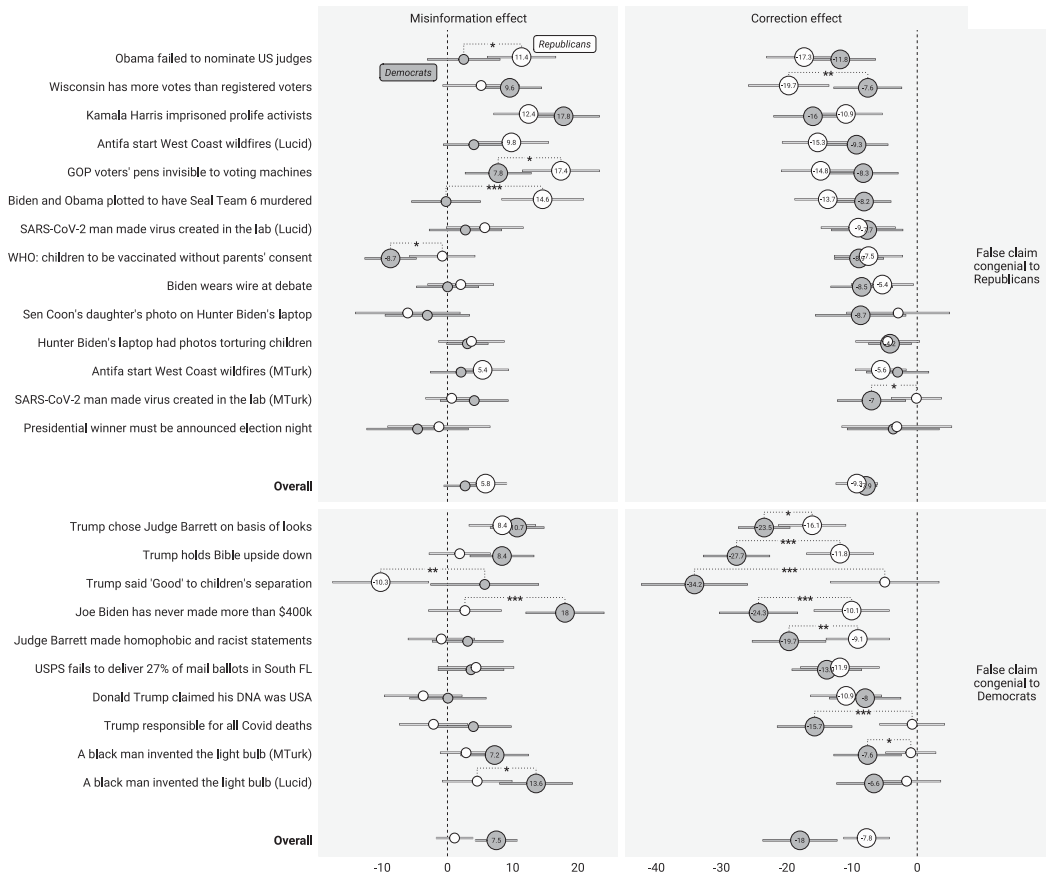 Misinformation effect Correction effect
Republicans
Democrats
Obama failed to nominate US judges * 11.4 -17.3 -11.8
Wisconsin has more votes than registered voters 9.6 -19.7 ** -7.6
Kamala Harris imprisoned prolife activists 12.4 17.8 -16 -10.9
Antifa start West Coast wildfires (Lucid) 9.8 -15.3 -9.3
GOP voters' pens invisible to voting machines 7.8 * 17.4 -14.8 -8.3
Biden and Obama plotted to have Seal Team 6 murdered *** 14.6 -13.7 -8.2
SARS-CoV-2 man made virus created in the lab (Lucid)
WHO: children to be vaccinated without parents' consent -8.7 * -7.5
False claim
congenial to
Republicans
Biden wears wire at debate -8.5 -5.4
Sen Coon's daughter's photo on Hunter Biden's laptop -8.7
Hunter Biden's laptop had photos torturing children
Antifa start West Coast wildfires (MTurk) 5.4 -5.6
SARS-CoV-2 man made virus created in the lab (MTurk) -7 *
Presidential winner must be announced election night
Overall 5.8 -9.3
Trump chose Judge Barrett on basis of looks 8.4 10.7 -23.5 * -16.1
Trump holds Bible upside down 8.4 -27.7 *** -11.8
Trump said 'Good' to children's separation -10.3 ** -34.2 ***
Joe Biden has never made more than $400k *** 18 -24.3 *** -10.1
Judge Barrett made homophobic and racist statements -19.7 ** -9.1
USPS fails to deliver 27% of mail ballots in South FL -11.9
False claim
congenial to
Democrats
Donald Trump claimed his DNA was USA -10.9 -8
Trump responsible for all Covid deaths -15.7 ***
A black man invented the light bulb (MTurk) 7.2 -7.6 *
A black man invented the light bulb (Lucid) * 13.6 -6.6
Overall 7.5 -18 -7.8
-10 0 10 20 -40 -30 -20 -10 0